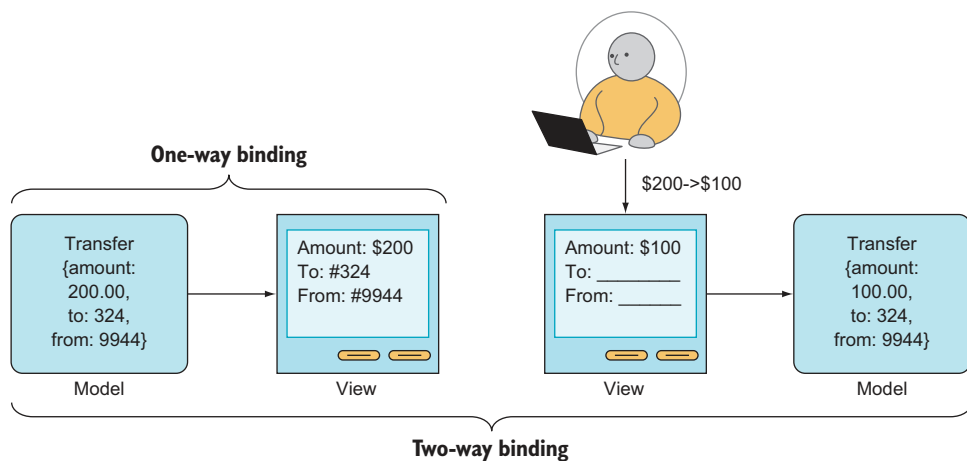 One-way binding
$200->$100
Transfer
{amount:
200.00,
to: 324,
from: 9944}
Model
Amount: $200
To: #324
From: #9944
View
Amount: $100
To: ________
From: ______
View
Transfer
{amount:
100.00,
to: 324,
from: 9944}
Model
Two-way binding